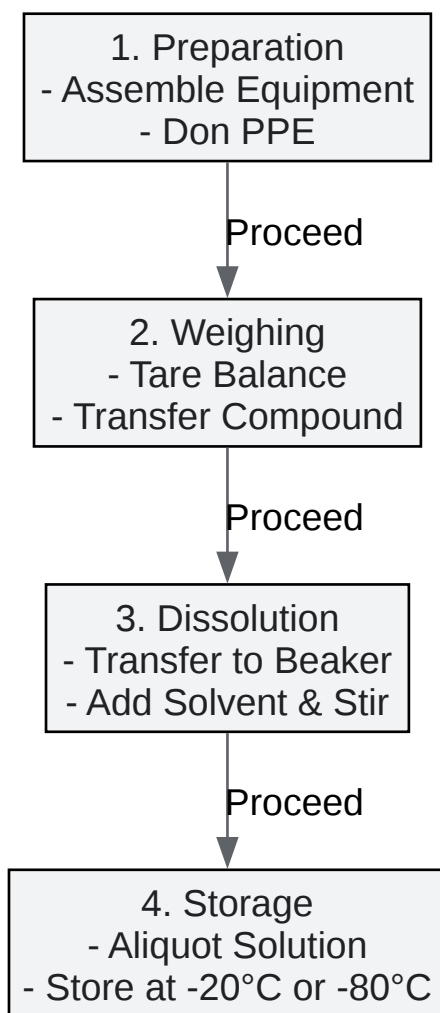 1. Preparation
- Assemble Equipment
- Don PPE
Proceed
2. Weighing
- Tare Balance
- Transfer Compound
Proceed
3. Dissolution
- Transfer to Beaker
- Add Solvent & Stir
Proceed
4. Storage
- Aliquot Solution
- Store at -20°C or -80°C